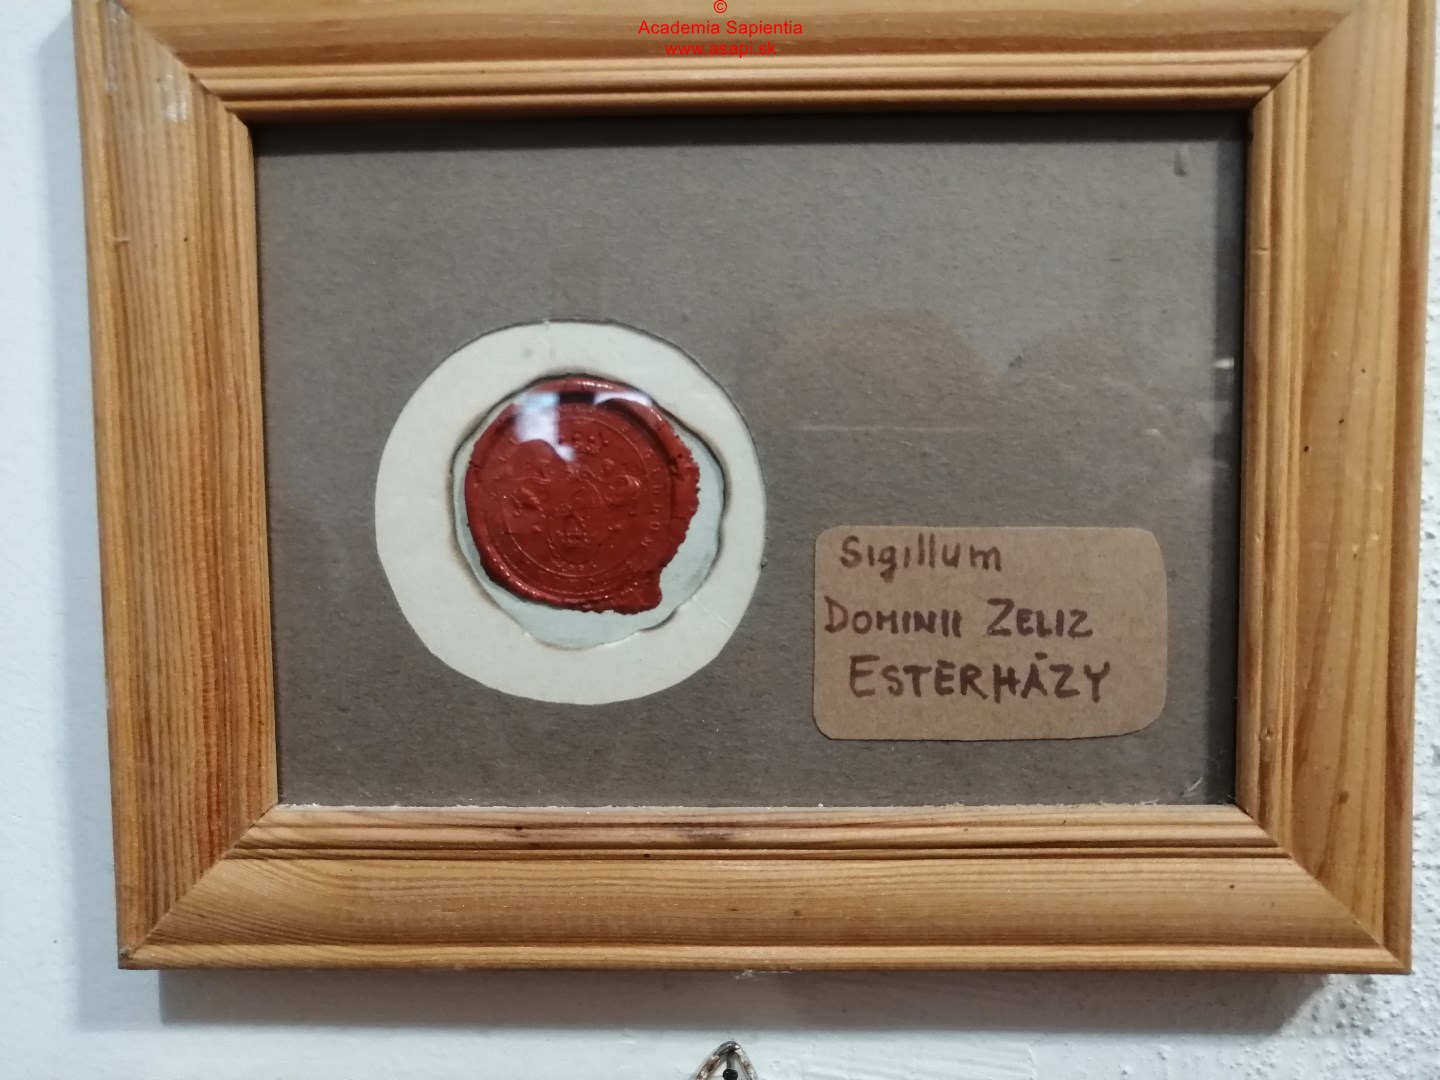 ©
Academia Sapientia
www.asapi.sk
Sigillum
DOMINII ZELIZ
ESTERHÁZY